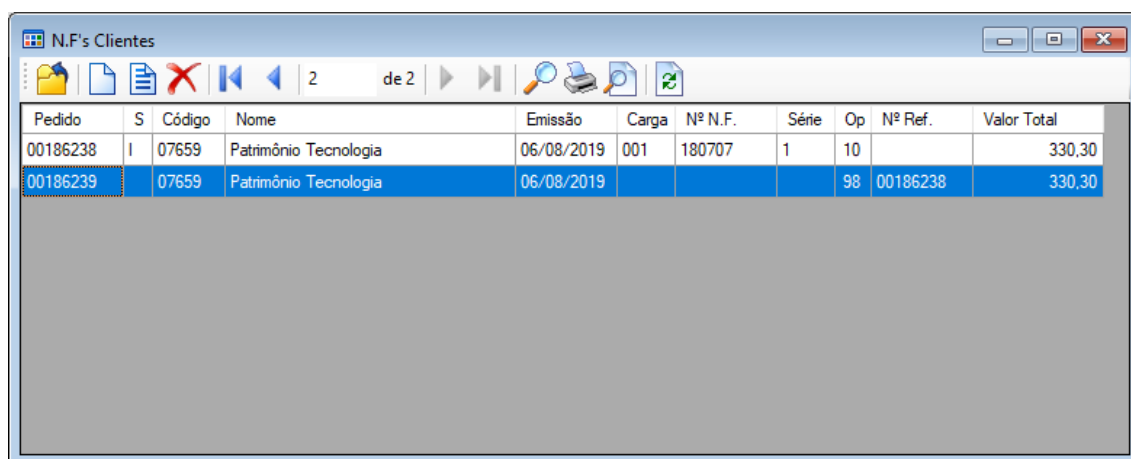 N.F's Clientes
2 de 2
Pedido S Código Nome Emissão Carga Nº N.F. Série Op Nº Ref. Valor Total
00186238 I 07659 Patrimônio Tecnologia 06/08/2019 001 180707 1 10 330,30
00186239 07659 Patrimônio Tecnologia 06/08/2019 98 00186238 330,30